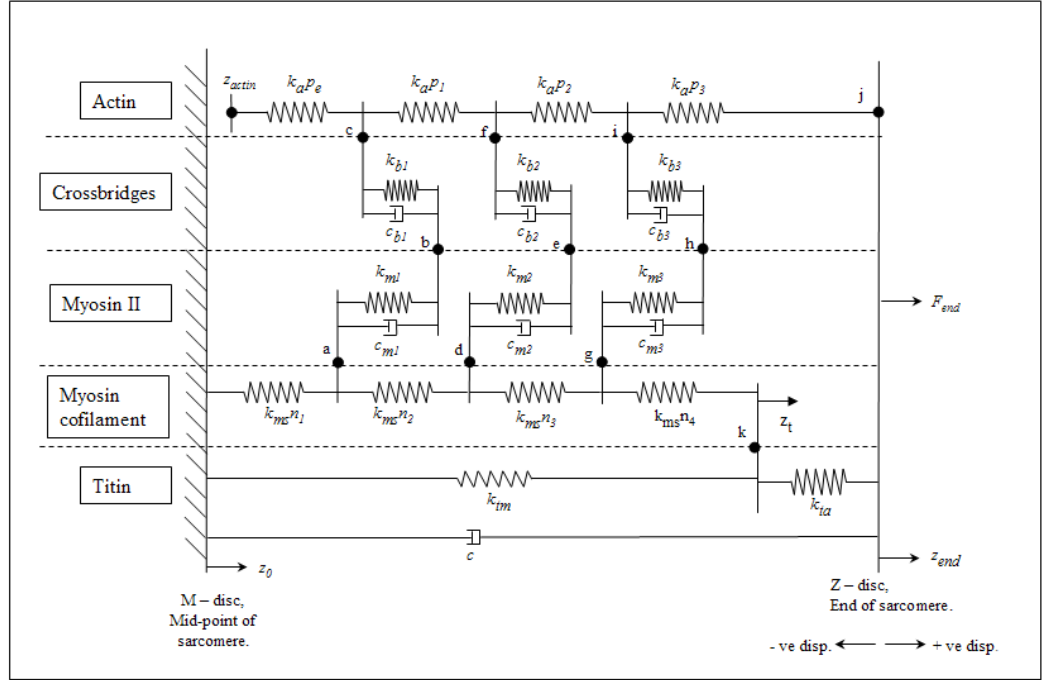 z_actin
k_a p_e
k_a p_1
k_a p_2
k_a p_3
j
Actin
c
f
i
k_b1
k_b2
k_b3
Crossbridges
c_b1
c_b2
c_b3
b
e
h
k_m1
k_m2
k_m3
Myosin II
F_end
c_m1
c_m2
c_m3
a
d
g
Myosin
cofilament
k_ms n_1
k_ms n_2
k_ms n_3
k_ms n_4
z_t
k
Titin
k_tm
k_ta
c
z_0
z_end
M – disc,
Mid-point of
sarcomere.
Z – disc,
End of sarcomere.
- ve disp.
+ ve disp.